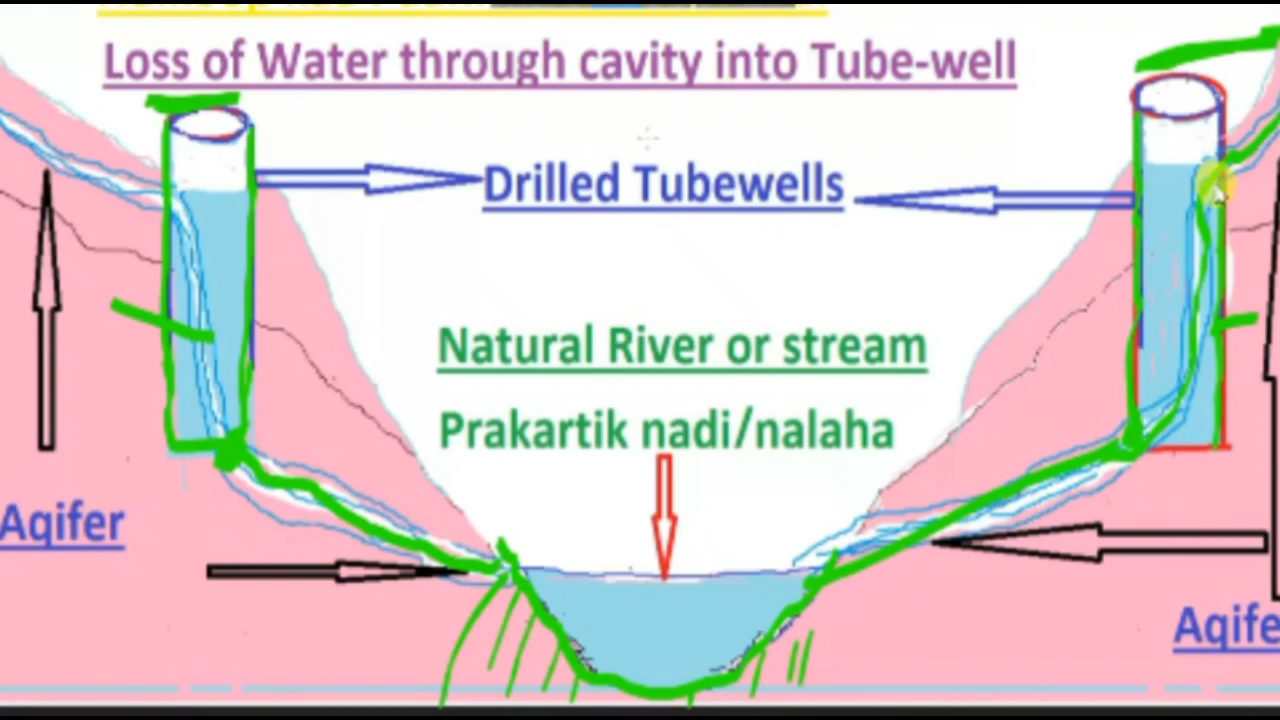 Loss of Water through cavity into Tube-well
Drilled Tubewells
Natural River or stream
Prakartik nadi/nalaha
Aqifer
Aqife